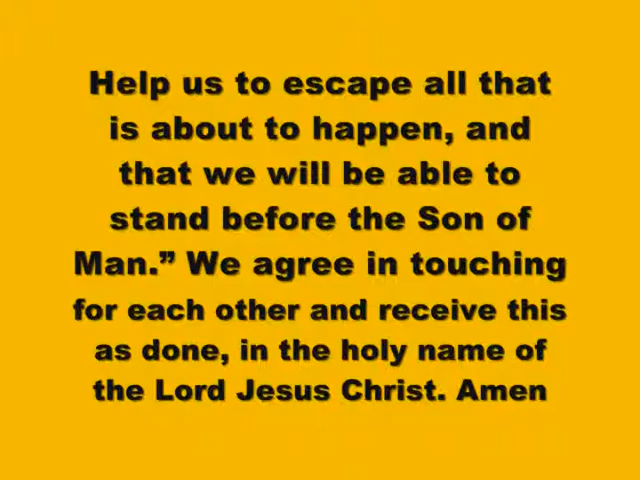 Help us to escape all that
is about to happen, and
that we will be able to
stand before the Son of
Man.” We agree in touching
for each other and receive this
as done, in the holy name of
the Lord Jesus Christ. Amen